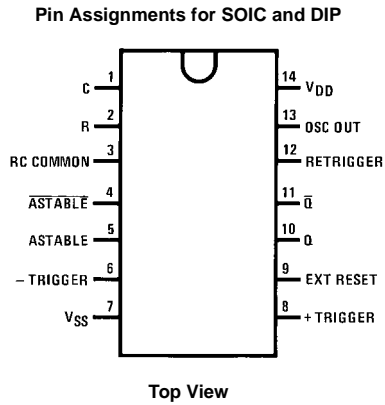 Pin Assignments for SOIC and DIP
C 1 14 VDD
R 2 13 OSC OUT
RC COMMON 3 12 RETRIGGER
A̅S̅T̅A̅B̅L̅E̅ 4 11 Q̅
ASTABLE 5 10 Q
– TRIGGER 6 9 EXT RESET
VSS 7 8 + TRIGGER
Top View